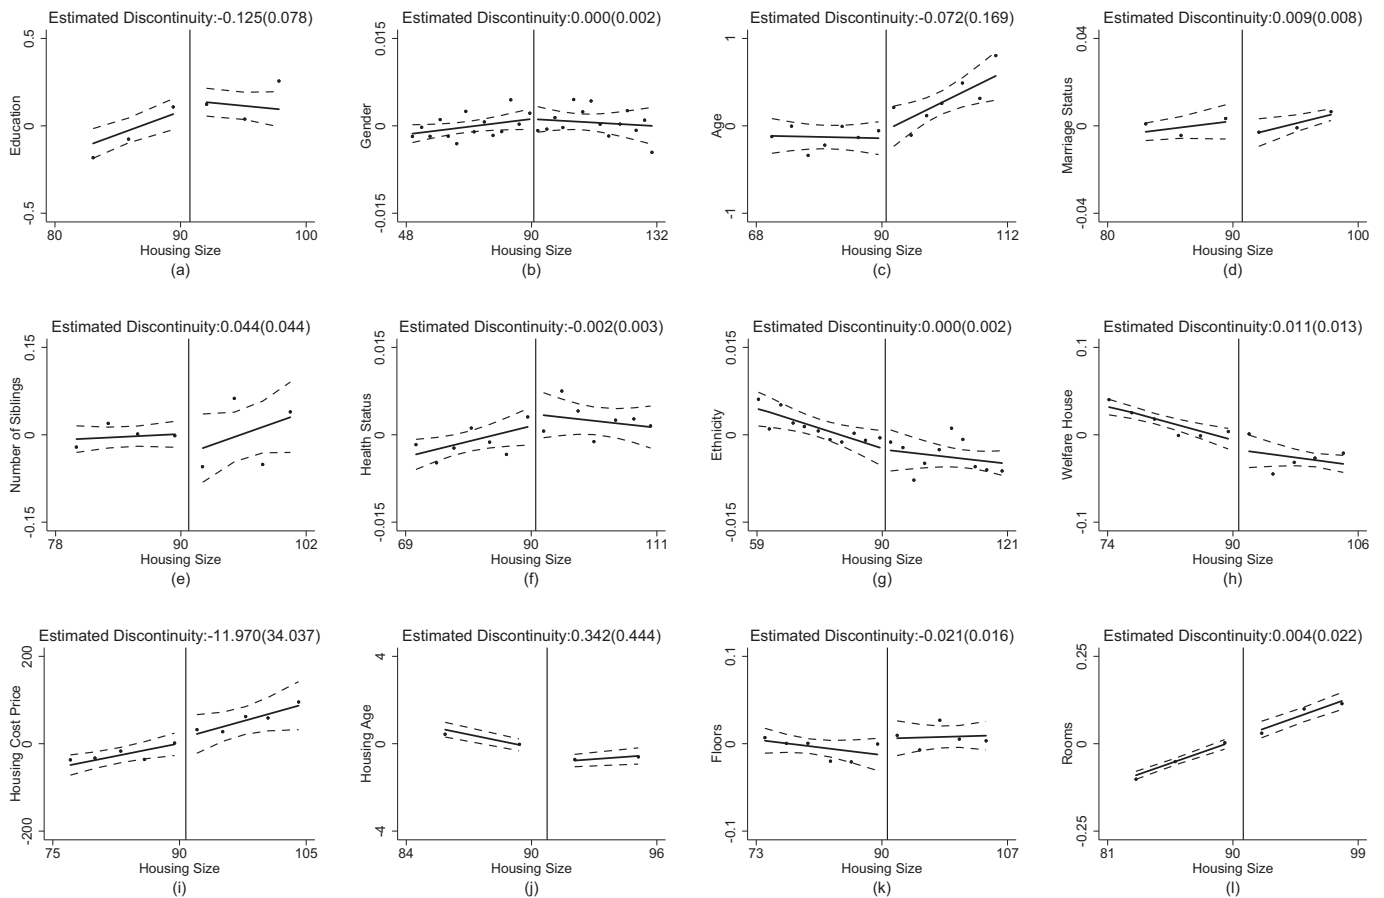 Estimated Discontinuity:-0.125(0.078)
Education
0.5
0
-0.5
80
90
100
Housing Size
(a)
Estimated Discontinuity:0.000(0.002)
Gender
0.015
0
-0.015
48
90
132
Housing Size
(b)
Estimated Discontinuity:-0.072(0.169)
Age
1
0
-1
68
90
112
Housing Size
(c)
Estimated Discontinuity:0.009(0.008)
Marriage Status
0.04
0
-0.04
80
90
100
Housing Size
(d)
Estimated Discontinuity:0.044(0.044)
Number of Siblings
0.15
0
-0.15
78
90
102
Housing Size
(e)
Estimated Discontinuity:-0.002(0.003)
Health Status
0.015
0
-0.015
69
90
111
Housing Size
(f)
Estimated Discontinuity:0.000(0.002)
Ethnicity
0.015
0
-0.015
59
90
121
Housing Size
(g)
Estimated Discontinuity:0.011(0.013)
Welfare House
0.1
0
-0.1
74
90
106
Housing Size
(h)
Estimated Discontinuity:-11.970(34.037)
Housing Cost Price
200
0
-200
75
90
105
Housing Size
(i)
Estimated Discontinuity:0.342(0.444)
Housing Age
4
0
-4
84
90
96
Housing Size
(j)
Estimated Discontinuity:-0.021(0.016)
Floors
0.1
0
-0.1
73
90
107
Housing Size
(k)
Estimated Discontinuity:0.004(0.022)
Rooms
0.25
0
-0.25
81
90
99
Housing Size
(l)